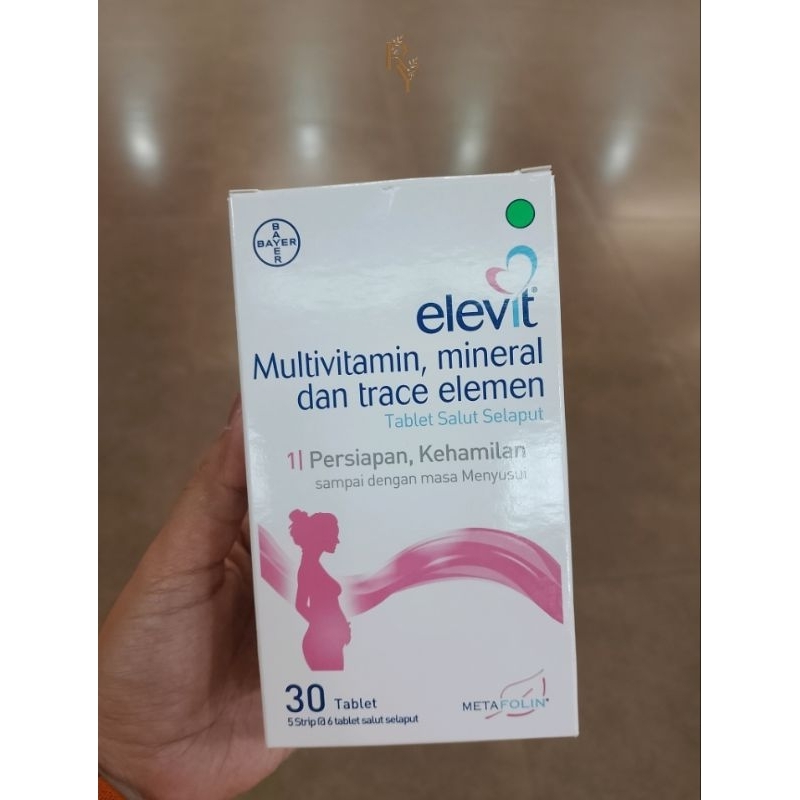 BAYER
BAYER
elevit®
Multivitamin, mineral
dan trace elemen
Tablet Salut Selaput
1| Persiapan, Kehamilan
sampai dengan masa Menyusui
30 Tablet
5 Strip @ 6 tablet salut selaput
METAFOLIN®